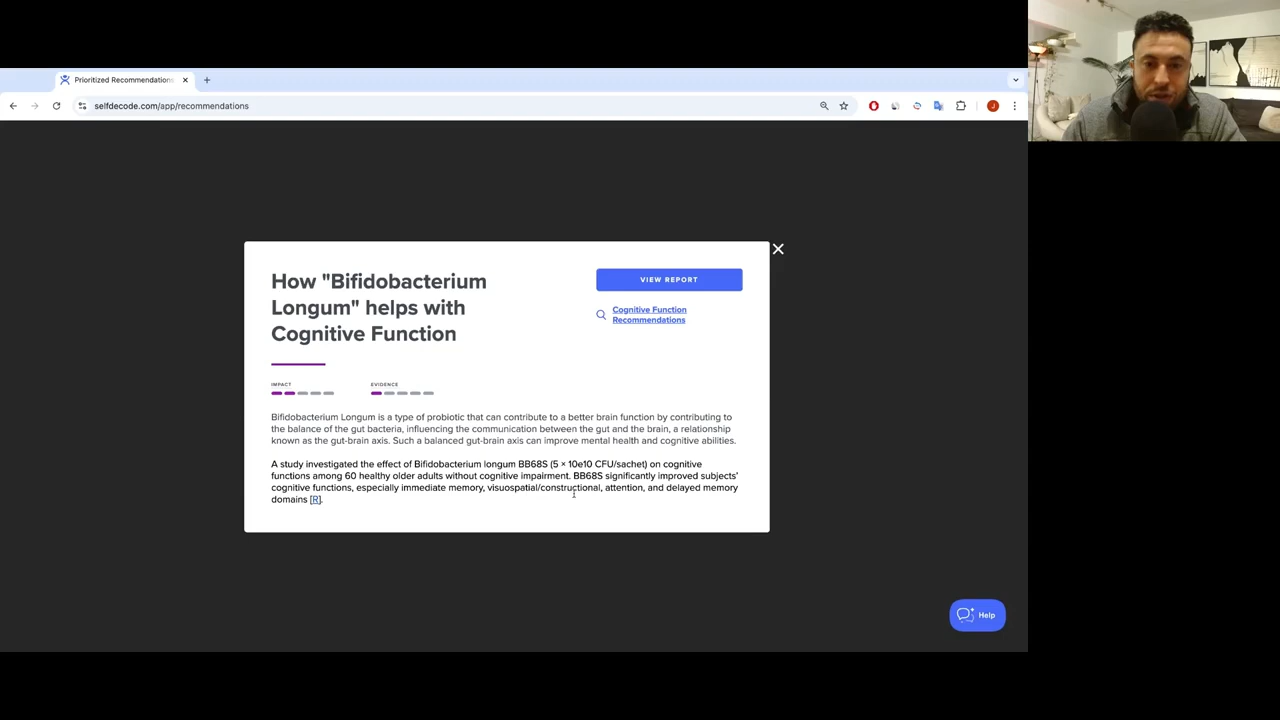 Prioritized Recommendations
selfdecode.com/app/recommendations
J
How "Bifidobacterium
Longum" helps with
Cognitive Function
VIEW REPORT
Cognitive Function
Recommendations
IMPACT
EVIDENCE
Bifidobacterium Longum is a type of probiotic that can contribute to a better brain function by contributing to
the balance of the gut bacteria, influencing the communication between the gut and the brain, a relationship
known as the gut-brain axis. Such a balanced gut-brain axis can improve mental health and cognitive abilities.
A study investigated the effect of Bifidobacterium longum BB68S (5 × 10e10 CFU/sachet) on cognitive
functions among 60 healthy older adults without cognitive impairment. BB68S significantly improved subjects'
cognitive functions, especially immediate memory, visuospatial/constructional, attention, and delayed memory
domains [R].
Help